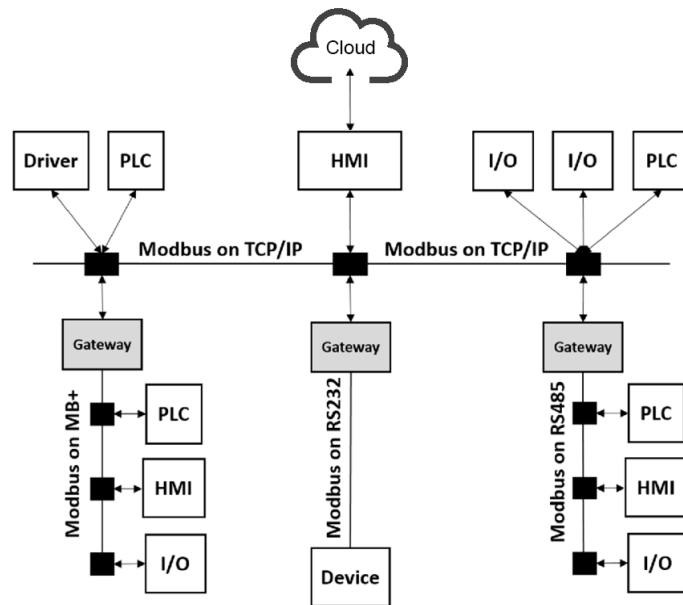 Cloud
Driver
PLC
HMI
I/O
I/O
PLC
Modbus on TCP/IP
Modbus on TCP/IP
Gateway
Gateway
Gateway
Modbus on MB+
PLC
HMI
I/O
Modbus on RS232
Device
Modbus on RS485
PLC
HMI
I/O